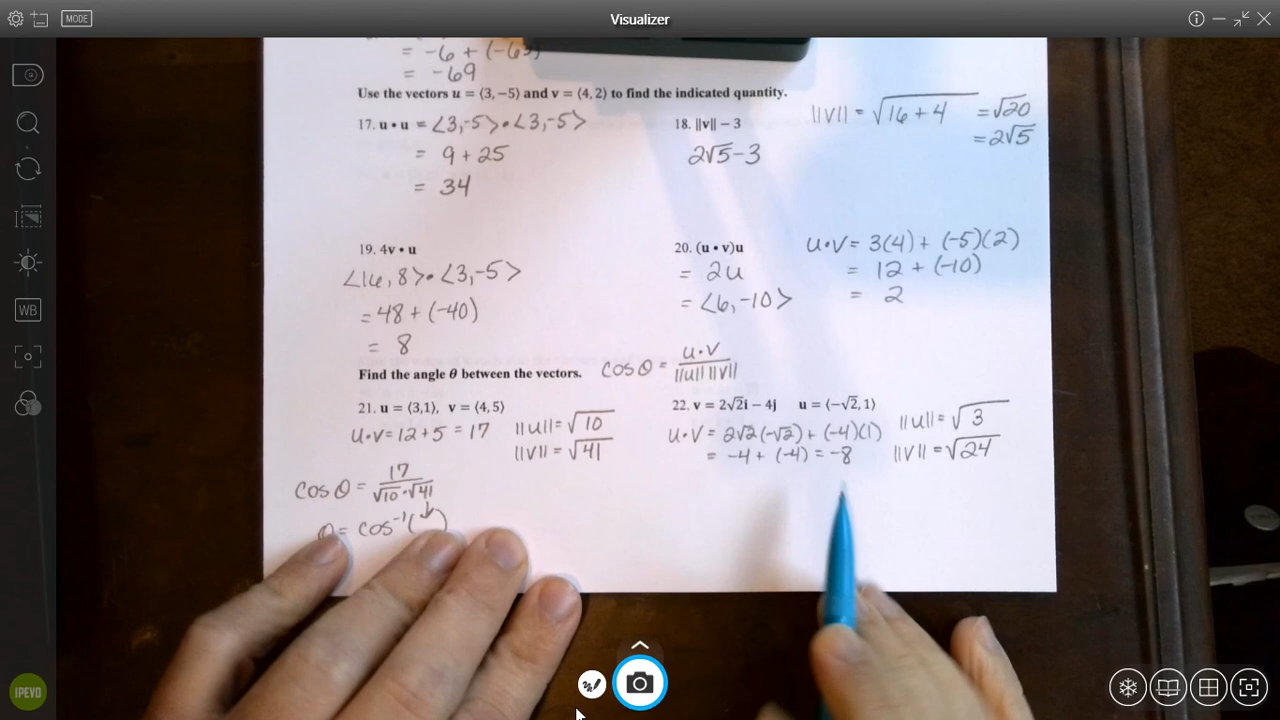 MODE
Visualizer
= -6 + (-63)
= -69
Use the vectors u = ⟨3, −5⟩ and v = ⟨4, 2⟩ to find the indicated quantity.
||v|| = √16+4 = √20
= 2√5
17. u • u = <3,-5>•<3,-5>
= 9 + 25
= 34
18. ||v|| − 3
2√5-3
19. 4v • u
<16, 8>•<3,-5>
= 48 + (-40)
= 8
20. (u • v)u
= 2u
= <6,-10>
u•v = 3(4) + (-5)(2)
= 12 + (-10)
= 2
Find the angle θ between the vectors.
cos θ = u•v / ||u|| ||v||
21. u = ⟨3, 1⟩, v = ⟨4, 5⟩
u•v = 12+5 = 17
||u|| = √10
||v|| = √41
cos θ = 17 / √10 • √41
θ = cos⁻¹(↓)
22. v = 2√2i − 4j u = ⟨−√2, 1⟩
u•v = 2√2(-√2) + (-4)(1)
= -4 + (-4) = -8
||u|| = √3
||v|| = √24
WB
IPEVO